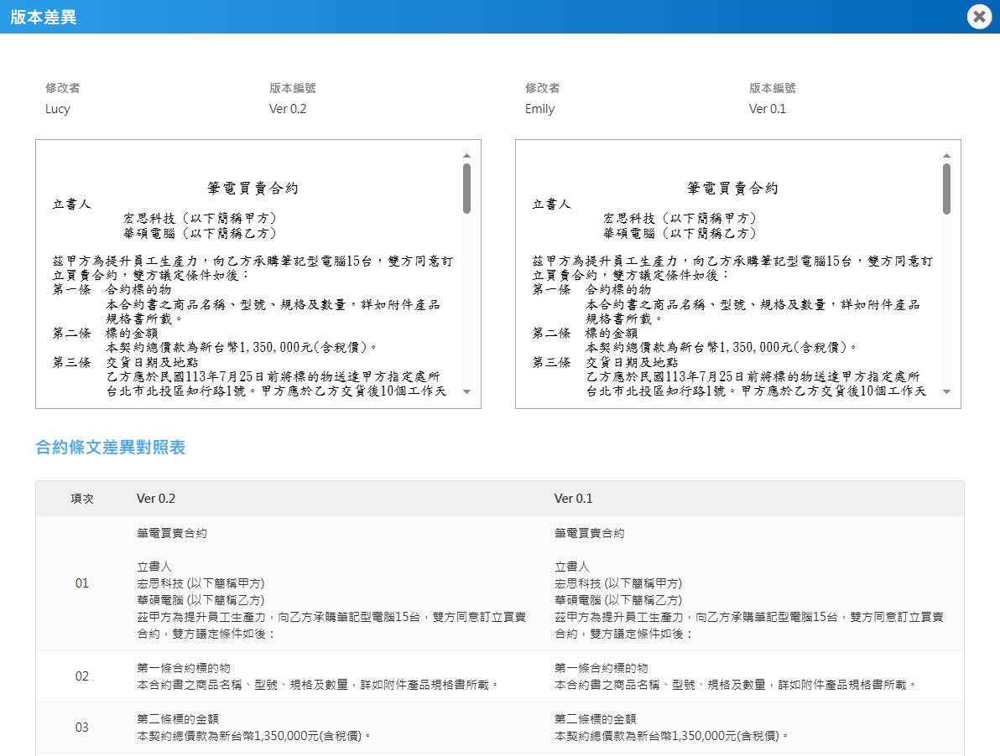 版本差異
修改者
Lucy
版本編號
Ver 0.2
修改者
Emily
版本編號
Ver 0.1
筆電買賣合約
立書人
宏思科技（以下簡稱甲方）
華碩電腦（以下簡稱乙方）
茲甲方為提升員工生產力，向乙方承購筆記型電腦15台，雙方同意訂
立買賣合約，雙方議定條件如後：
第一條 合約標的物
本合約書之商品名稱、型號、規格及數量，詳如附件產品
規格書所載。
第二條 標的金額
本契約總價款為新台幣1,350,000元(含稅價)。
第三條 交貨日期及地點
乙方應於民國113年7月25日前將標的物送達甲方指定處所
台北市北投區知行路1號。甲方應於乙方交貨後10個工作天
筆電買賣合約
立書人
宏思科技（以下簡稱甲方）
華碩電腦（以下簡稱乙方）
茲甲方為提升員工生產力，向乙方承購筆記型電腦15台，雙方同意訂
立買賣合約，雙方議定條件如後：
第一條 合約標的物
本合約書之商品名稱、型號、規格及數量，詳如附件產品
規格書所載。
第二條 標的金額
本契約總價款為新台幣1,350,000元(含稅價)。
第三條 交貨日期及地點
乙方應於民國113年7月25日前將標的物送達甲方指定處所
台北市北投區知行路1號。甲方應於乙方交貨後10個工作天
合約條文差異對照表
項次 Ver 0.2 Ver 0.1
01
筆電買賣合約
立書人
宏思科技 (以下簡稱甲方)
華碩電腦 (以下簡稱乙方)
茲甲方為提升員工生產力，向乙方承購筆記型電腦15台，雙方同意訂立買賣
合約，雙方議定條件如後：
筆電買賣合約
立書人
宏思科技 (以下簡稱甲方)
華碩電腦 (以下簡稱乙方)
茲甲方為提升員工生產力，向乙方承購筆記型電腦15台，雙方同意訂立買賣
合約，雙方議定條件如後：
02
第一條合約標的物
本合約書之商品名稱、型號、規格及數量，詳如附件產品規格書所載。
第一條合約標的物
本合約書之商品名稱、型號、規格及數量，詳如附件產品規格書所載。
03
第二條標的金額
本契約總價款為新台幣1,350,000元(含稅價)。
第二條標的金額
本契約總價款為新台幣1,350,000元(含稅價)。